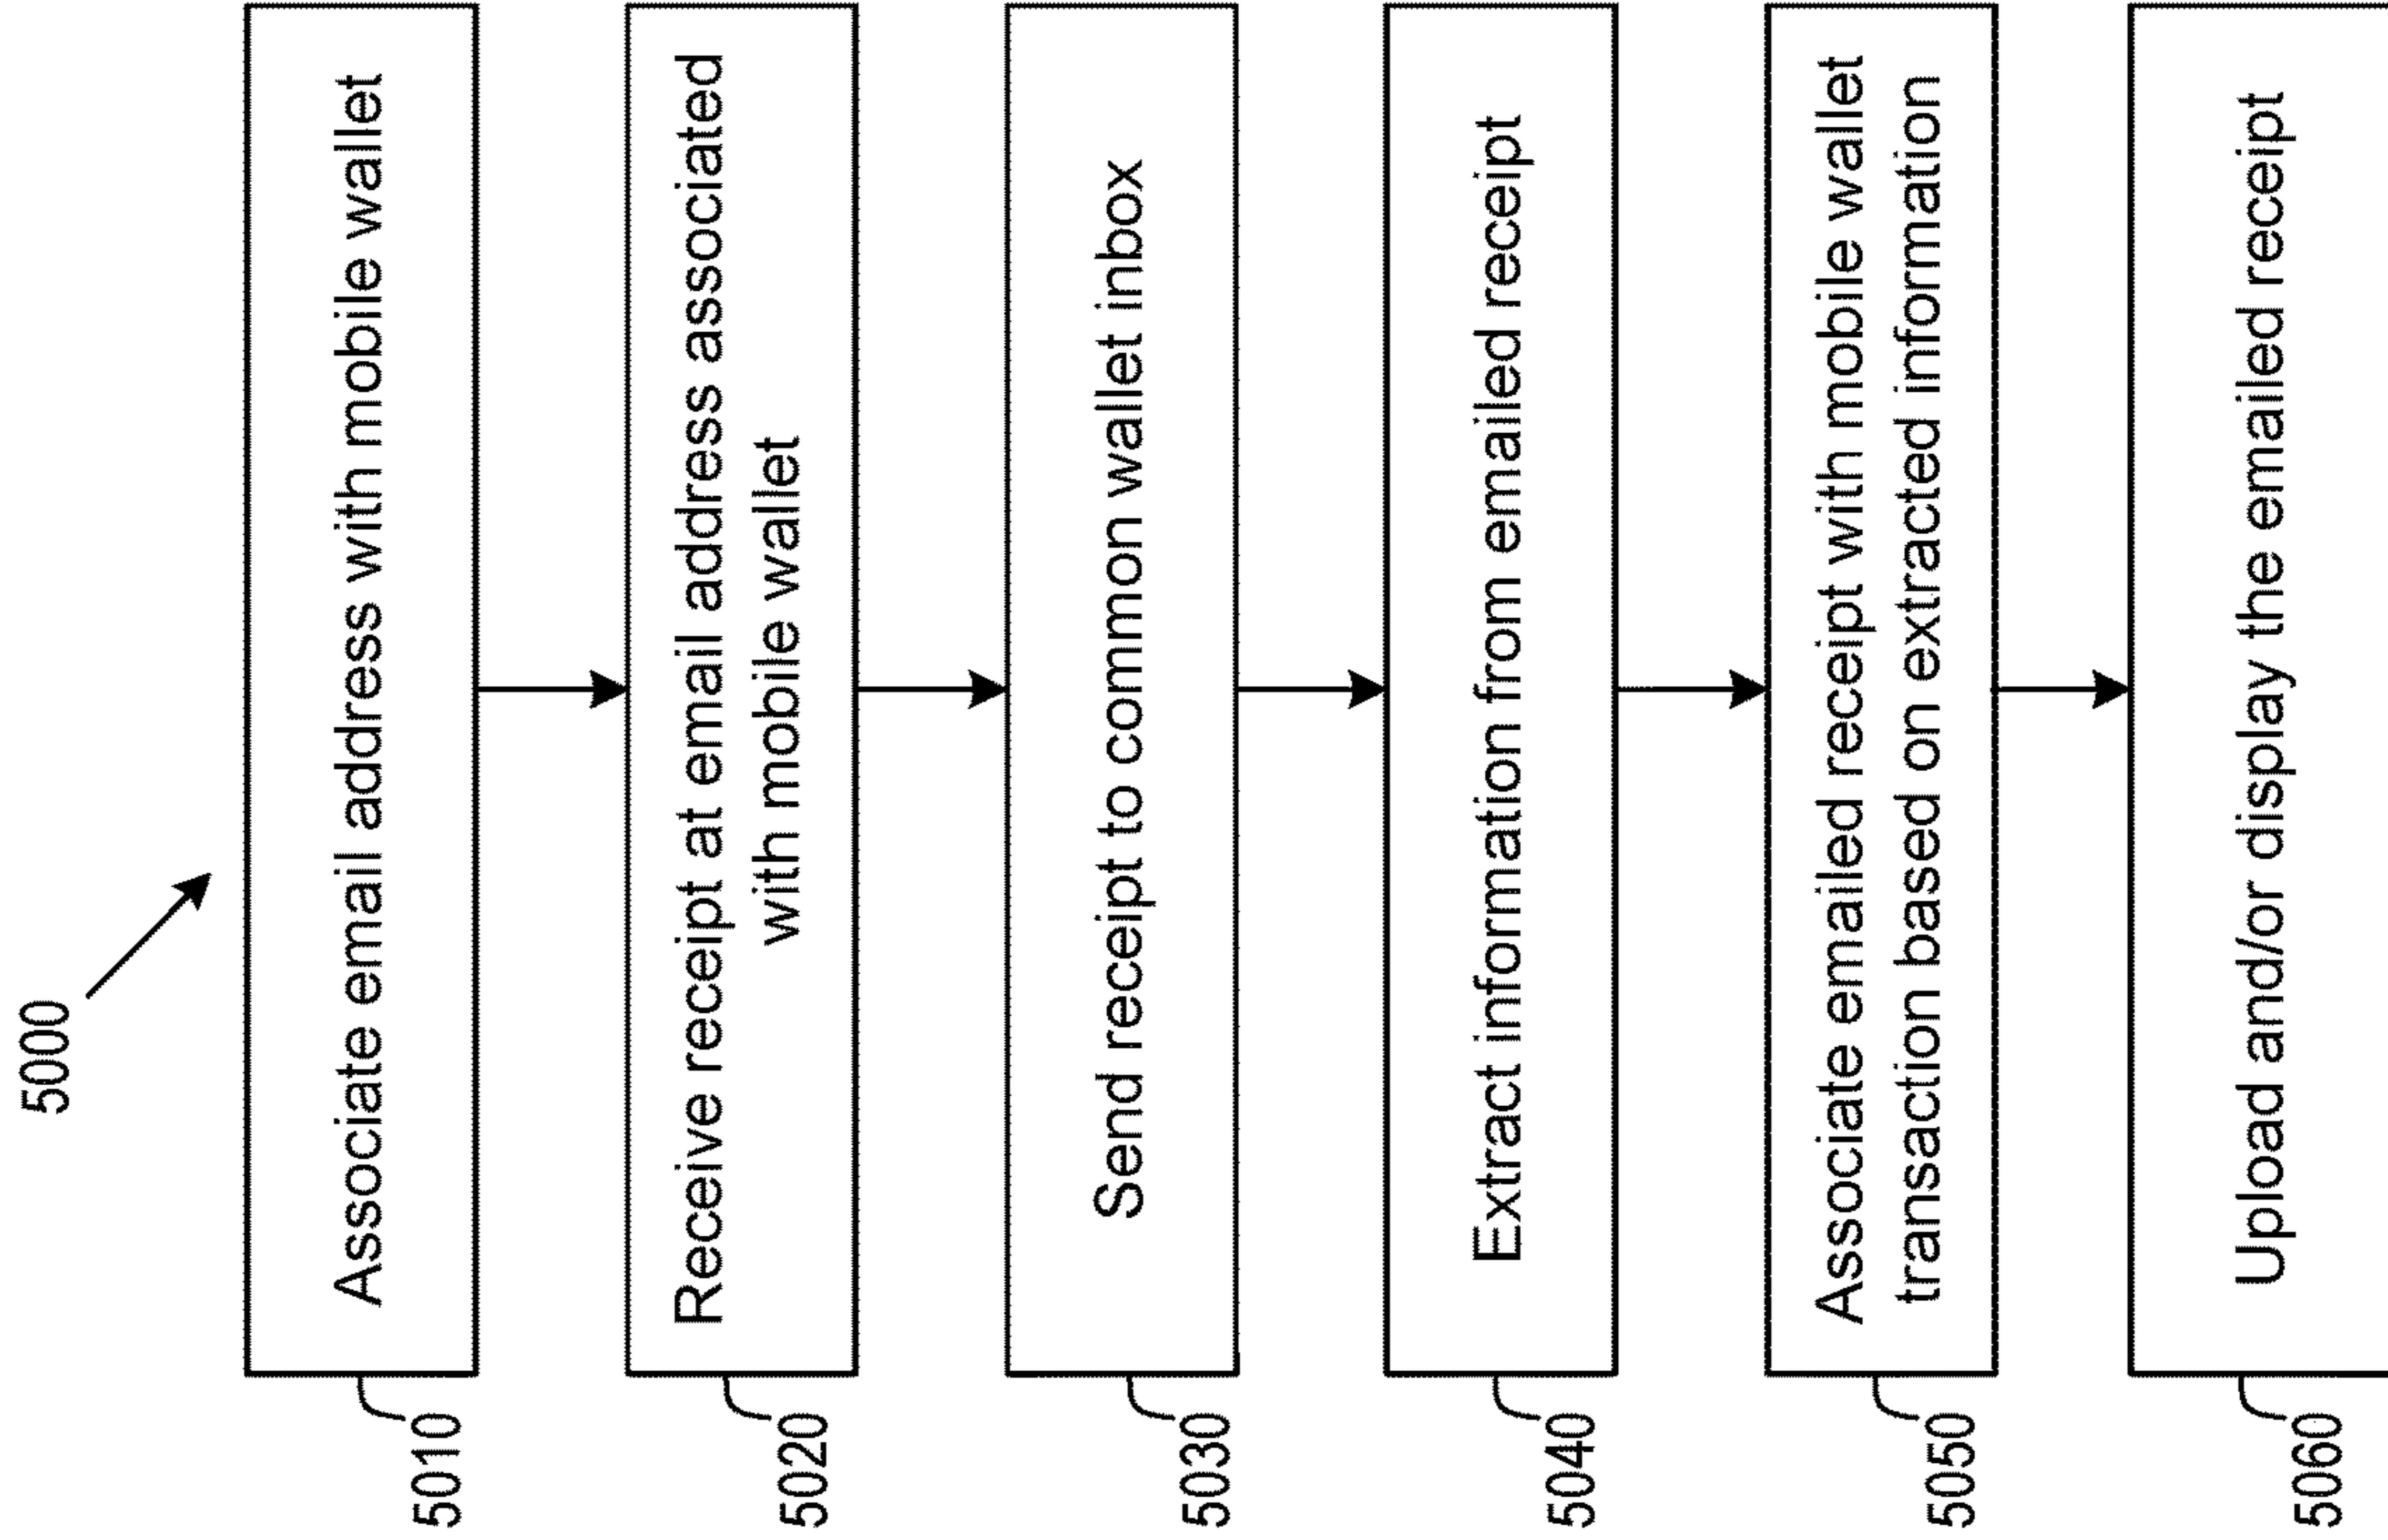 5000
5010
Associate email address with mobile wallet
5020
Receive receipt at email address associated
with mobile wallet
5030
Send receipt to common wallet inbox
5040
Extract information from emailed receipt
5050
Associate emailed receipt with mobile wallet
transaction based on extracted information
5060
Upload and/or display the emailed receipt